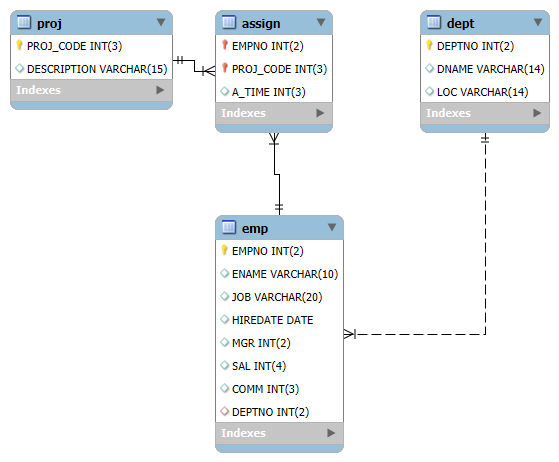 proj
PROJ_CODE INT(3)
DESCRIPTION VARCHAR(15)
Indexes
assign
EMPNO INT(2)
PROJ_CODE INT(3)
A_TIME INT(3)
Indexes
dept
DEPTNO INT(2)
DNAME VARCHAR(14)
LOC VARCHAR(14)
Indexes
emp
EMPNO INT(2)
ENAME VARCHAR(10)
JOB VARCHAR(20)
HIREDATE DATE
MGR INT(2)
SAL INT(4)
COMM INT(3)
DEPTNO INT(2)
Indexes